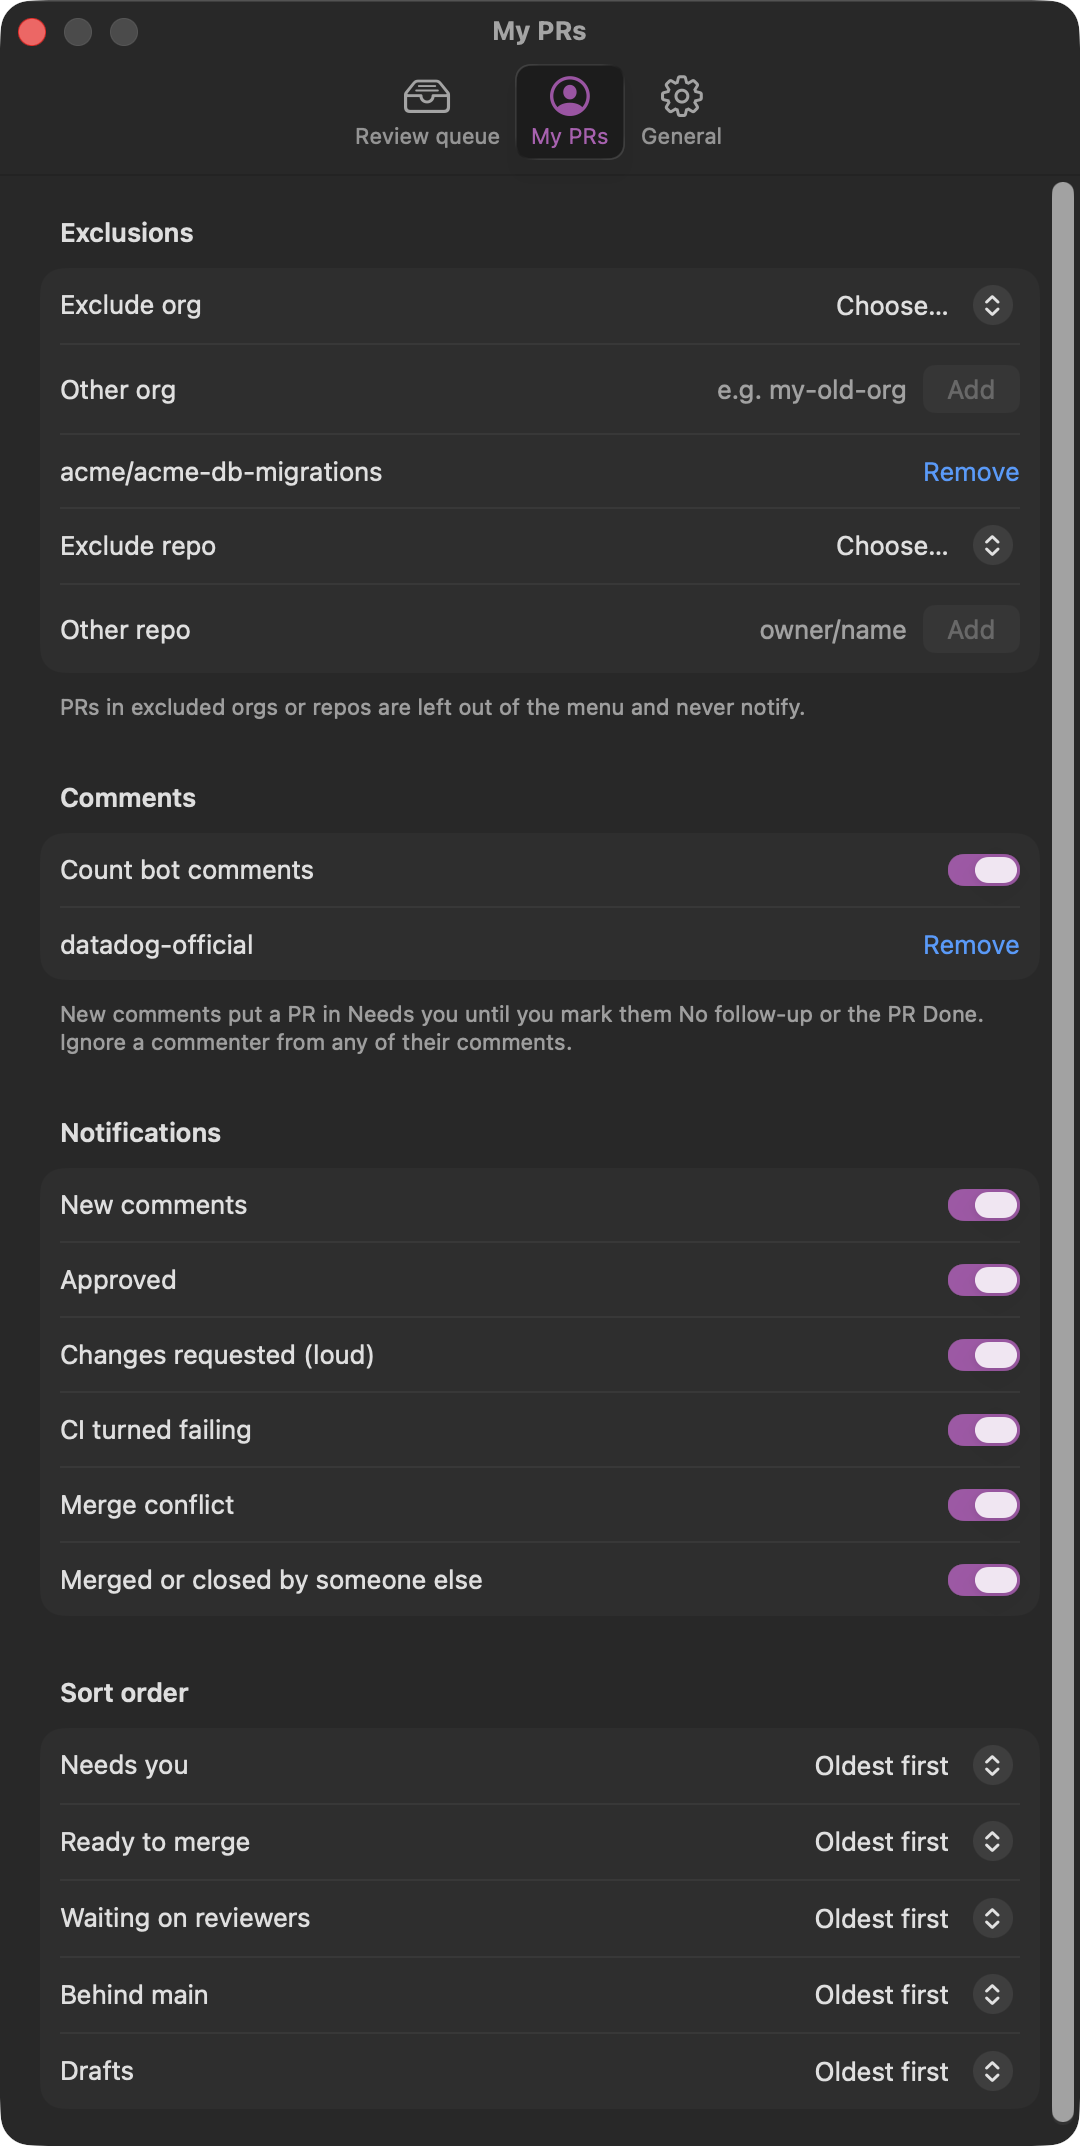 My PRs
Review queue
My PRs
General
Exclusions
Exclude org
Choose...
Other org
e.g. my-old-org
Add
acme/acme-db-migrations
Remove
Exclude repo
Choose...
Other repo
owner/name
Add
PRs in excluded orgs or repos are left out of the menu and never notify.
Comments
Count bot comments
datadog-official
Remove
New comments put a PR in Needs you until you mark them No follow-up or the PR Done.
Ignore a commenter from any of their comments.
Notifications
New comments
Approved
Changes requested (loud)
CI turned failing
Merge conflict
Merged or closed by someone else
Sort order
Needs you
Oldest first
Ready to merge
Oldest first
Waiting on reviewers
Oldest first
Behind main
Oldest first
Drafts
Oldest first